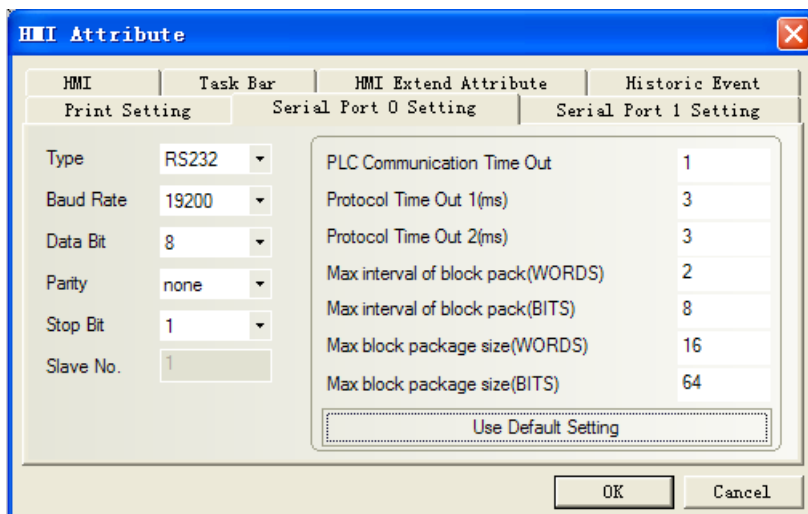 HMI Attribute
HMI Task Bar HMI Extend Attribute Historic Event
Print Setting Serial Port 0 Setting Serial Port 1 Setting
Type RS232
Baud Rate 19200
Data Bit 8
Parity none
Stop Bit 1
Slave No. 1
PLC Communication Time Out 1
Protocol Time Out 1(ms) 3
Protocol Time Out 2(ms) 3
Max interval of block pack(WORDS) 2
Max interval of block pack(BITS) 8
Max block package size(WORDS) 16
Max block package size(BITS) 64
Use Default Setting
OK Cancel